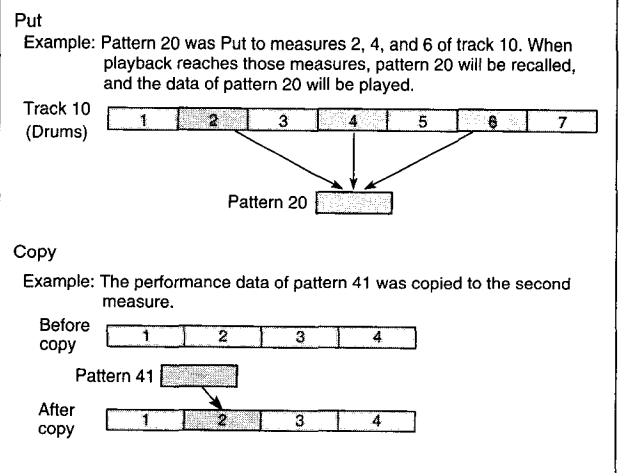 Put
Example: Pattern 20 was Put to measures 2, 4, and 6 of track 10. When
playback reaches those measures, pattern 20 will be recalled,
and the data of pattern 20 will be played.
Track 10
(Drums)
1 2 3 4 5 6 7
Pattern 20
Copy
Example: The performance data of pattern 41 was copied to the second
measure.
Before
copy
1 2 3 4
Pattern 41
After
copy
1 2 3 4